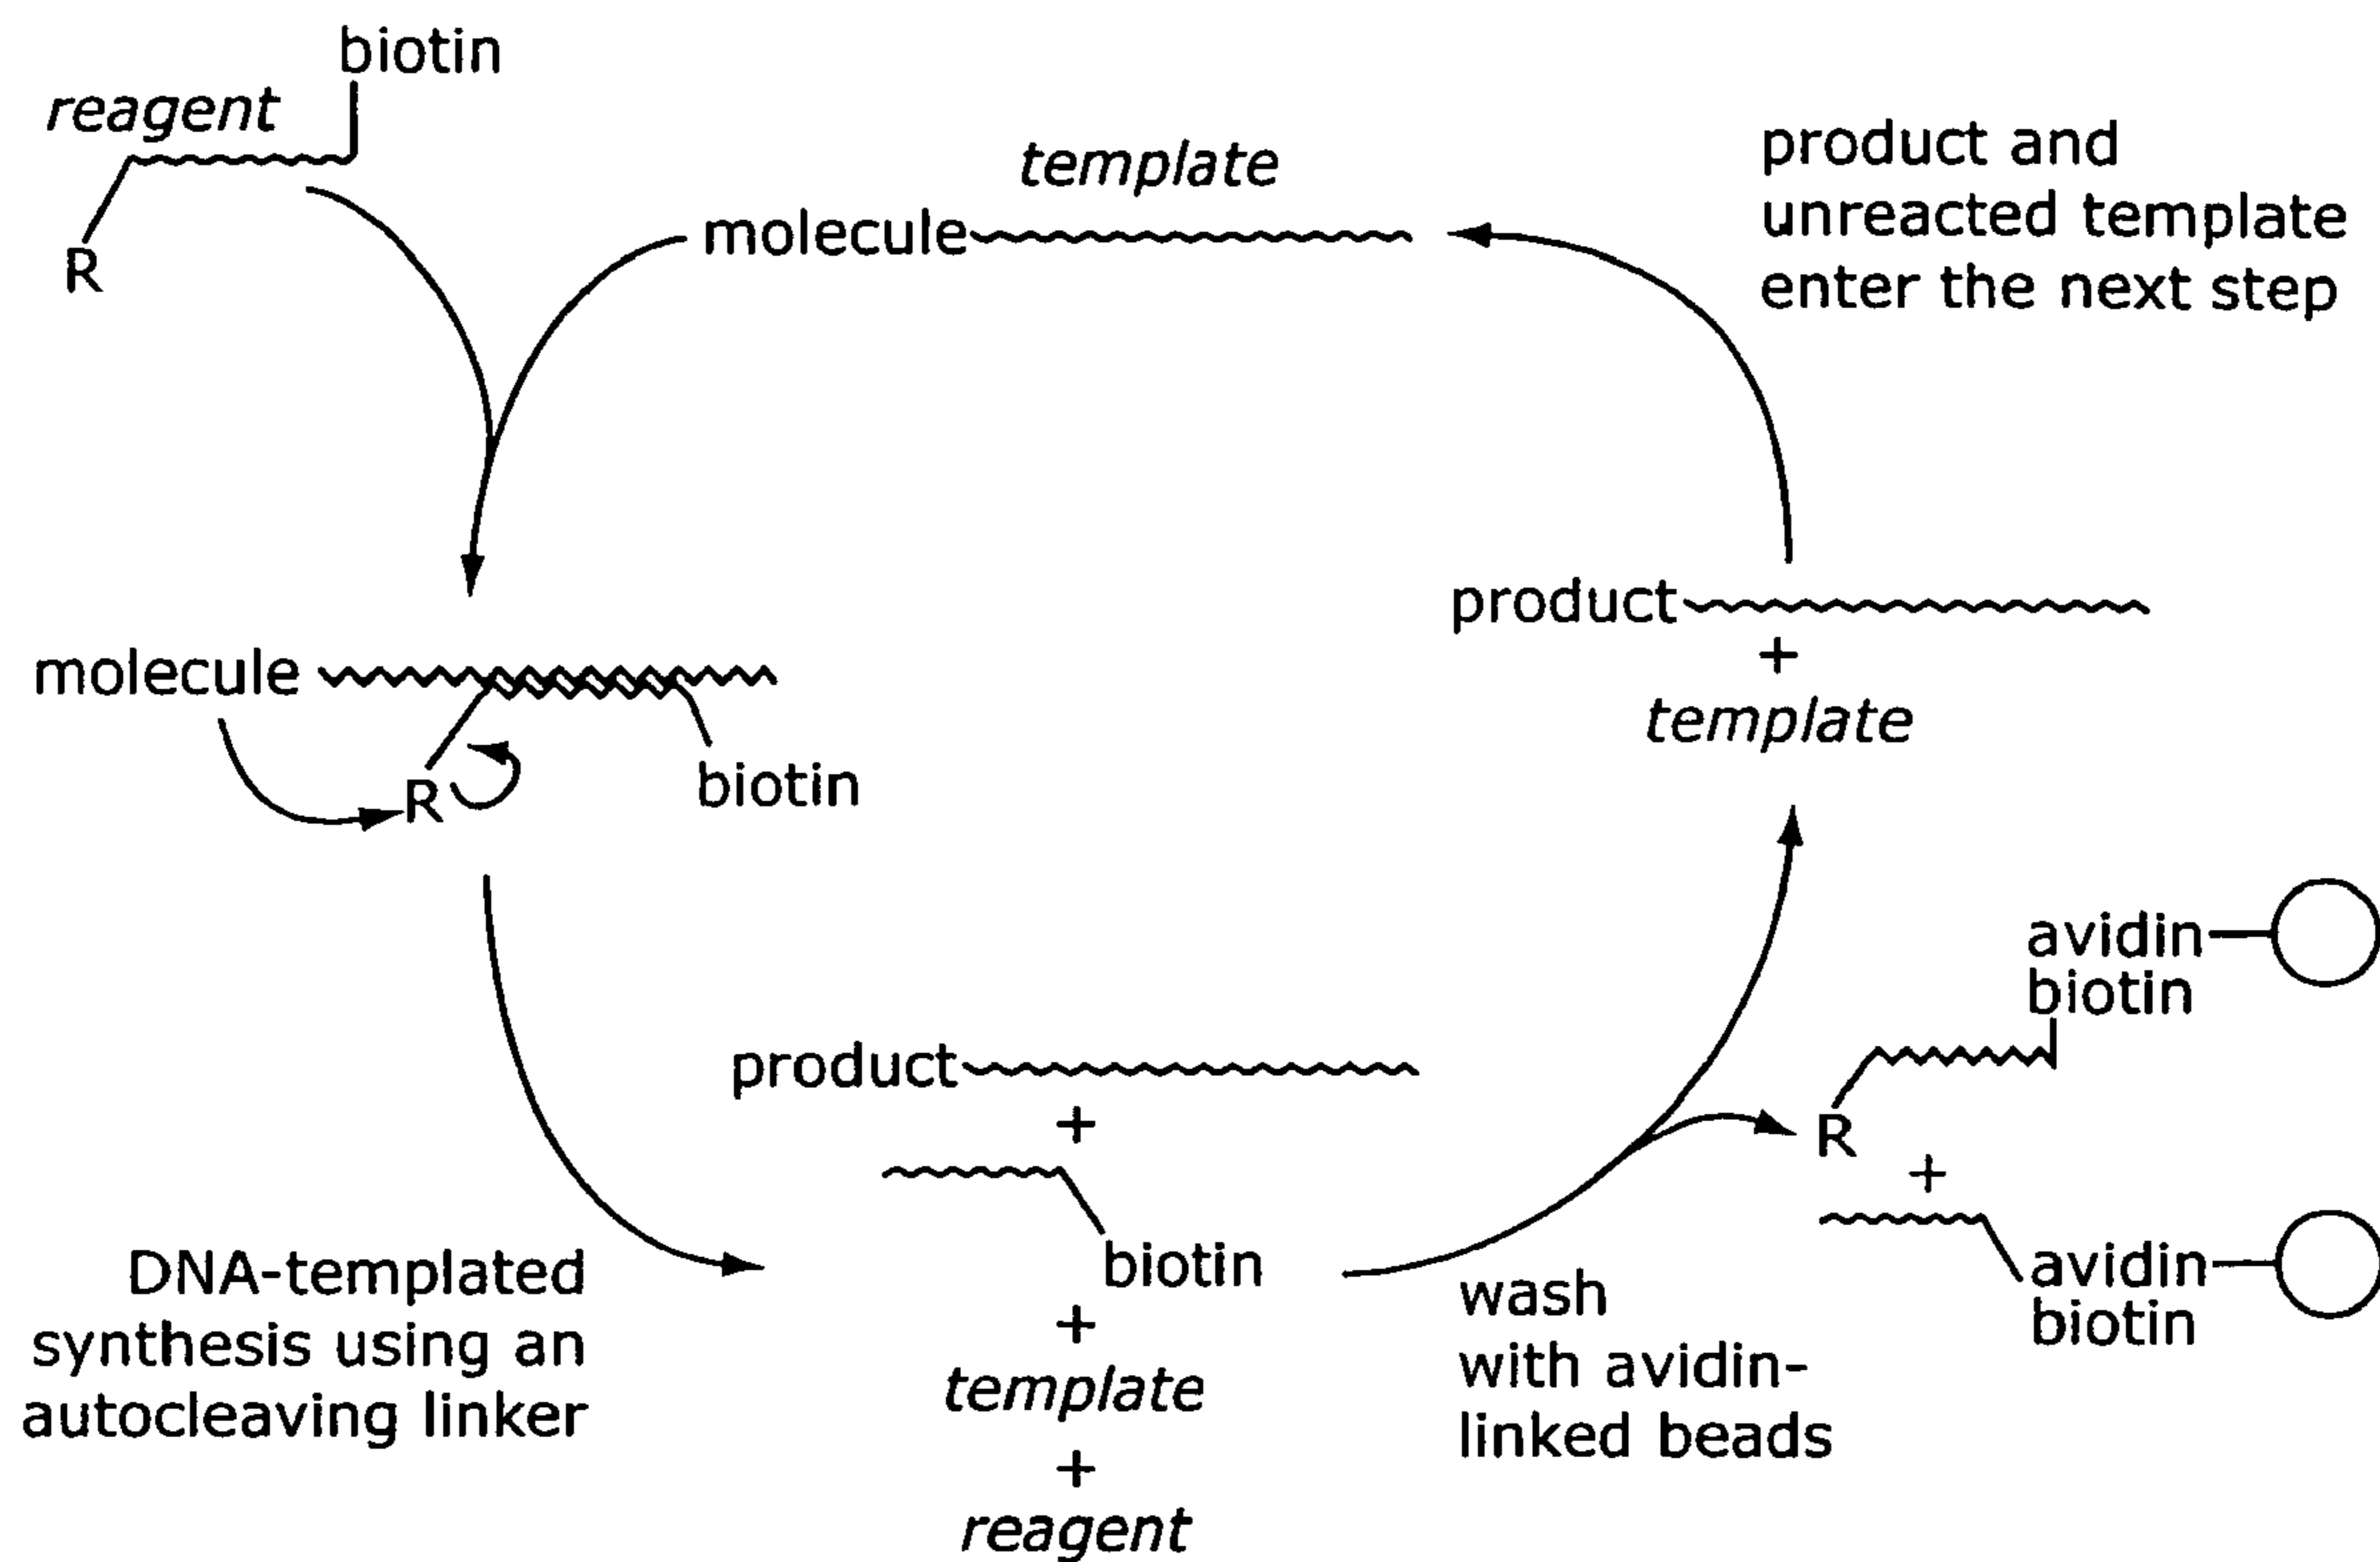 biotin
reagent
R
template
molecule
product and
unreacted template
enter the next step
molecule
R
biotin
product
+
template
DNA-templated
synthesis using an
autocleaving linker
product
+
biotin
+
template
+
reagent
wash
with avidin-
linked beads
avidin
biotin
R
+
avidin
biotin